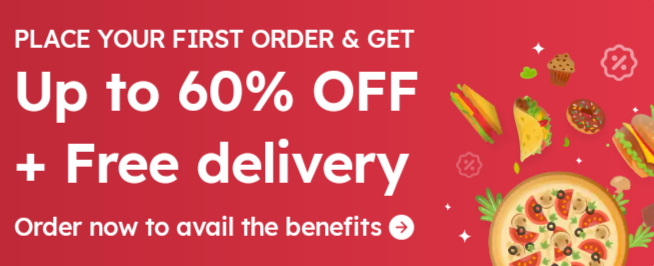 PLACE YOUR FIRST ORDER & GET
Up to 60% OFF
+ Free delivery
Order now to avail the benefits